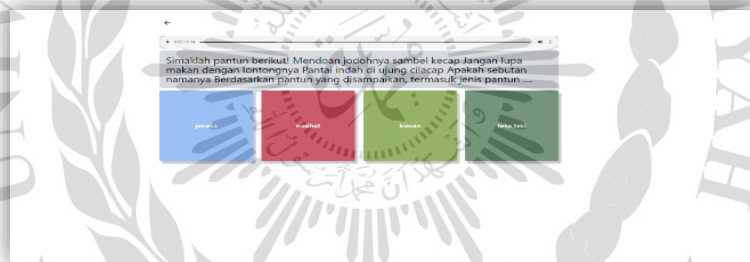 Simaklah pantun berikut! Mendoan jodohnya sambel kecap Jangan lupa
makan dengan lontongnya Pantai indah di ujung cilacap Apakah sebutan
namanya Berdasarkan pantun yang disampaikan, termasuk jenis pantun ....
jenaka
nasihat
kiasan
teka teki